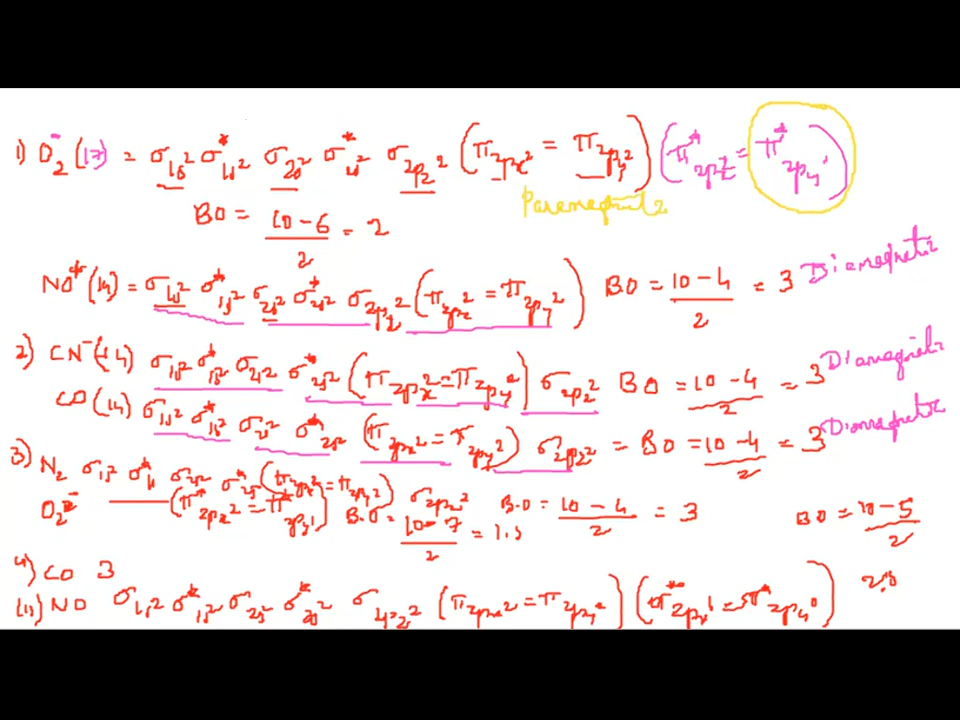 1) O₂⁻ (17) = σ1s² σ*1s² σ2s² σ*2s² σ2pz² (π2px² = π2py²) (π*2px² = π*2py¹)
BO = 10-6/2 = 2 Paramagnetic
NO⁺ (14) = σ1s² σ*1s² σ2s² σ*2s² σ2pz² (π2px² = π2py²) BO = 10-4/2 = 3 Diamagnetic
2) CN⁻ (14) σ1s² σ*1s² σ2s² σ*2s² (π2px² = π2py²) σ2pz² BO = 10-4/2 = 3 Diamagnetic
CO (14) σ1s² σ*1s² σ2s² σ*2s² (π2px² = π2py²) σ2pz² = BO = 10-4/2 = 3 Diamagnetic
3) N₂ σ1s² σ*1s σ2s² σ*2s² (π2px² = π2py²) σ2pz² B.O = 10-4/2 = 3
O₂⁻ (π*2px² = π*2py¹) B.O = 10-7/2 = 1.5 BO = 10-5/2
4) CO 3
(11) NO σ1s² σ*1s² σ2s² σ*2s² σ2pz² (π2px² = π2py²) (π*2px¹ = π*2py⁰) 2.5